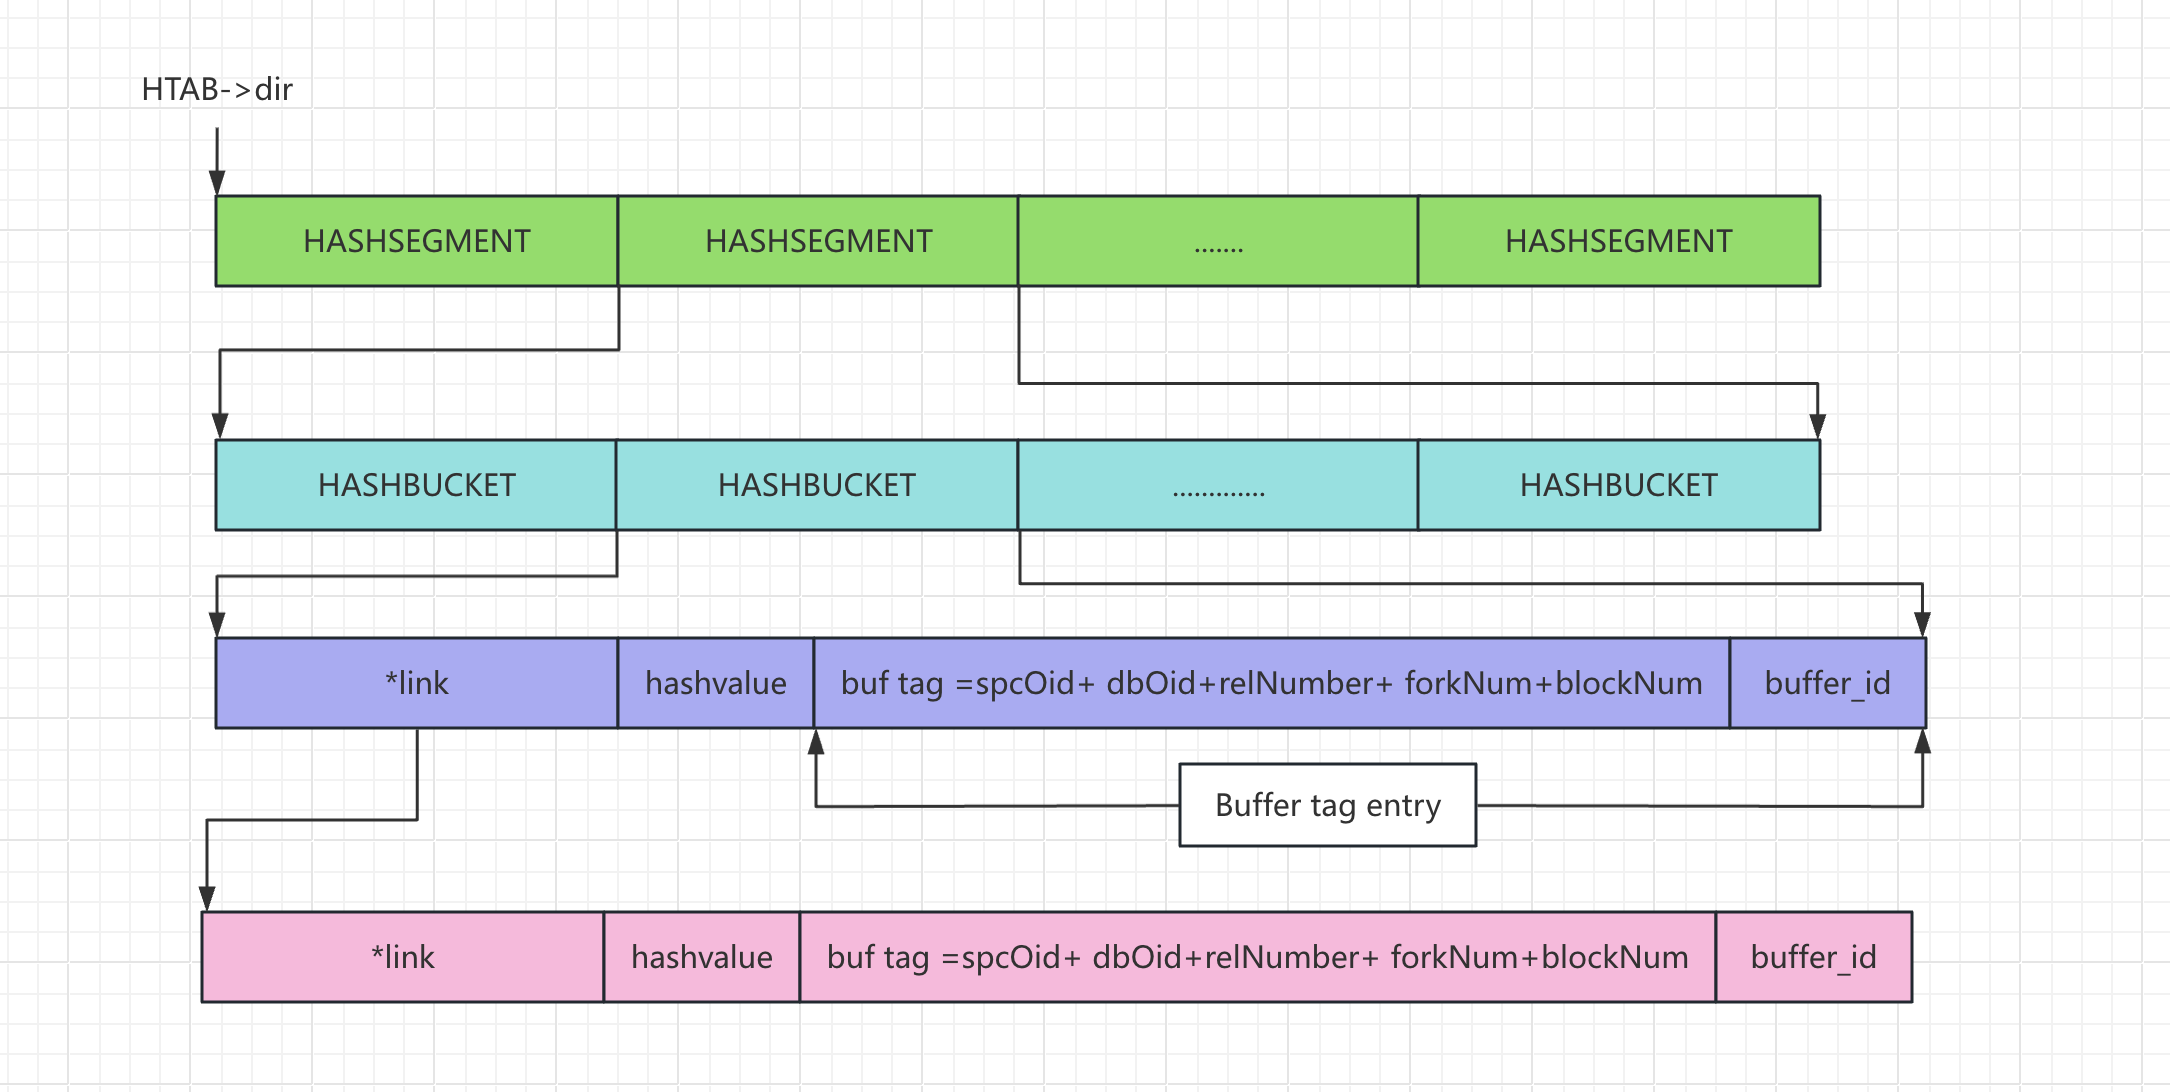 HTAB->dir
HASHSEGMENT HASHSEGMENT ....... HASHSEGMENT
HASHBUCKET HASHBUCKET ............. HASHBUCKET
*link hashvalue buf tag =spcOid+ dbOid+relNumber+ forkNum+blockNum buffer_id
Buffer tag entry
*link hashvalue buf tag =spcOid+ dbOid+relNumber+ forkNum+blockNum buffer_id